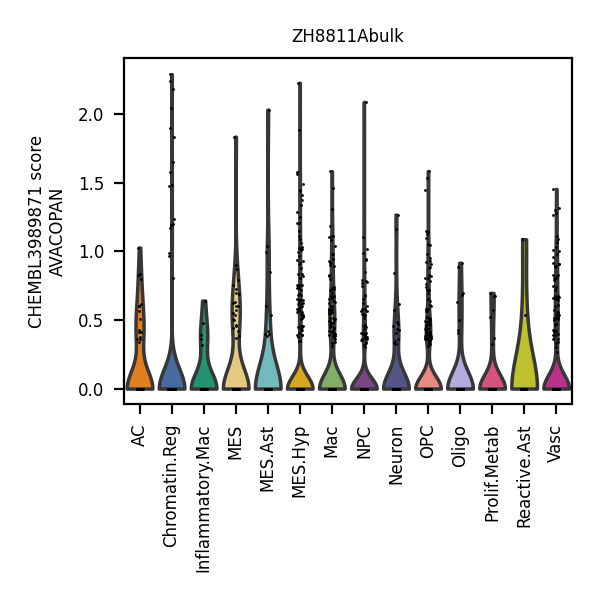 ZH8811Abulk
CHEMBL3989871 score
AVACOPAN
2.0
1.5
1.0
0.5
0.0
AC
Chromatin.Reg
Inflammatory.Mac
MES
MES.Ast
MES.Hyp
Mac
NPC
Neuron
OPC
Oligo
Prolif.Metab
Reactive.Ast
Vasc